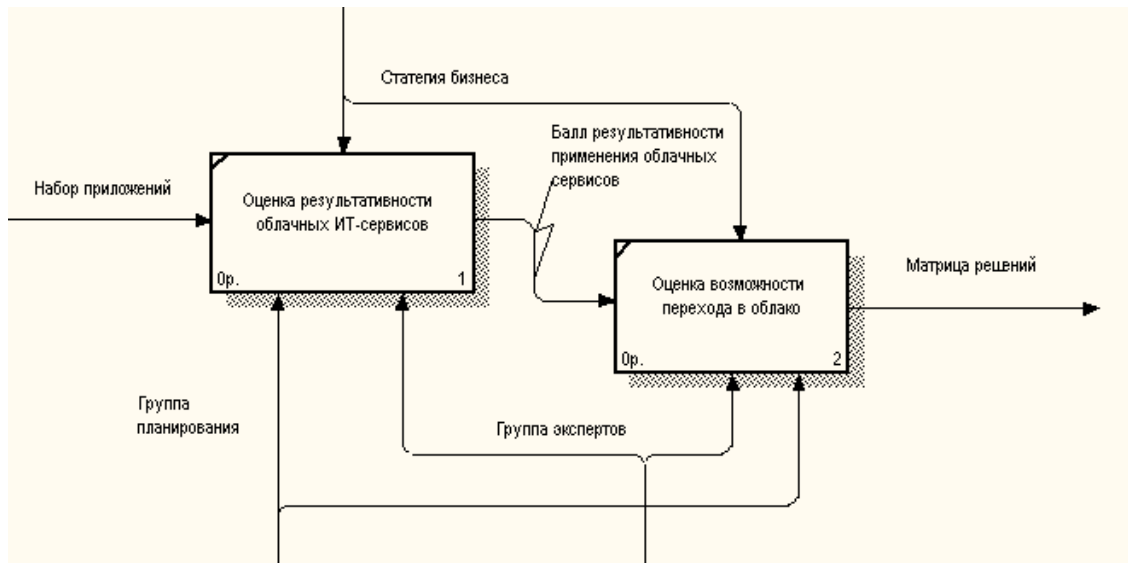 Статегия бизнеса
Балл результативности
применения облачных
сервисов
Набор приложений
Оценка результативности
облачных ИТ-сервисов
0р.
1
Оценка возможности
перехода в облако
0р.
2
Матрица решений
Группа
планирования
Группа экспертов